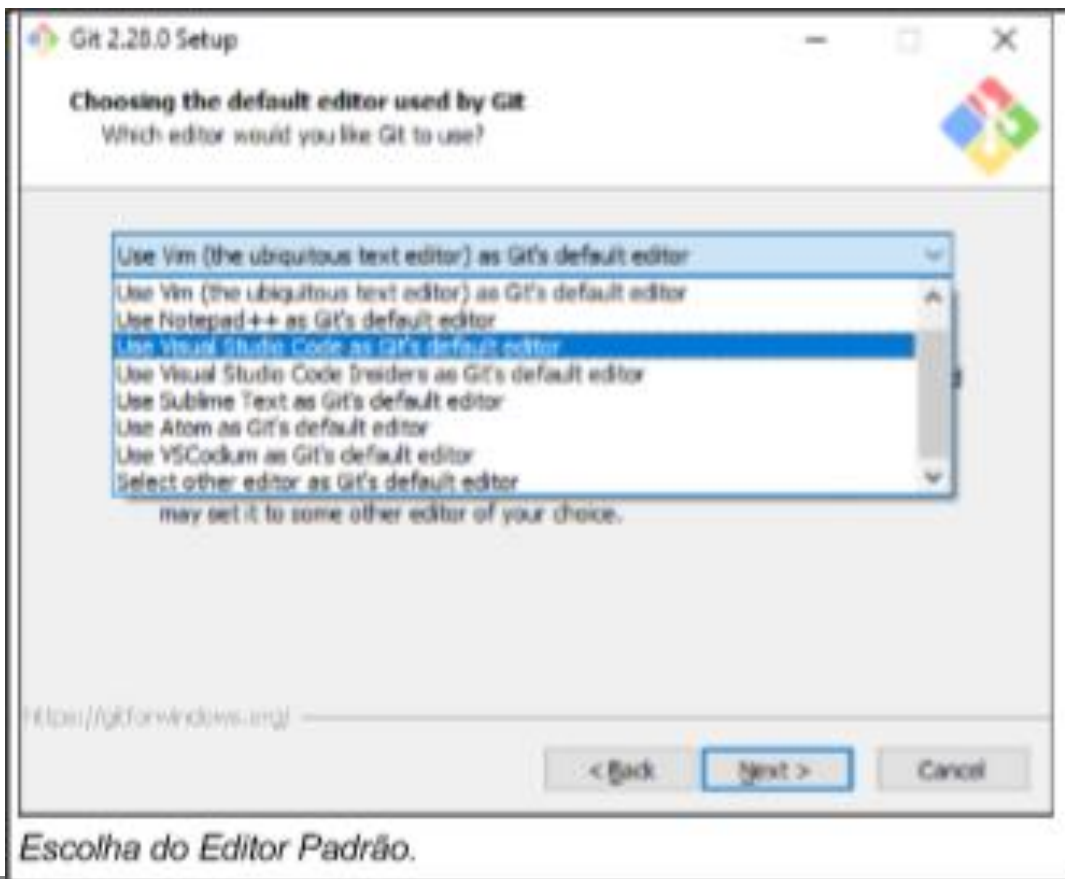 Git 2.28.0 Setup
Choosing the default editor used by Git
Which editor would you like Git to use?
Use Vim (the ubiquitous text editor) as Git's default editor
Use Vim (the ubiquitous text editor) as Git's default editor
Use Notepad++ as Git's default editor
Use Visual Studio Code as Git's default editor
Use Visual Studio Code Insiders as Git's default editor
Use Sublime Text as Git's default editor
Use Atom as Git's default editor
Use VSCodium as Git's default editor
Select other editor as Git's default editor
may set it to some other editor of your choice.
https://gitforwindows.org/
< Back Next > Cancel
Escolha do Editor Padrão.